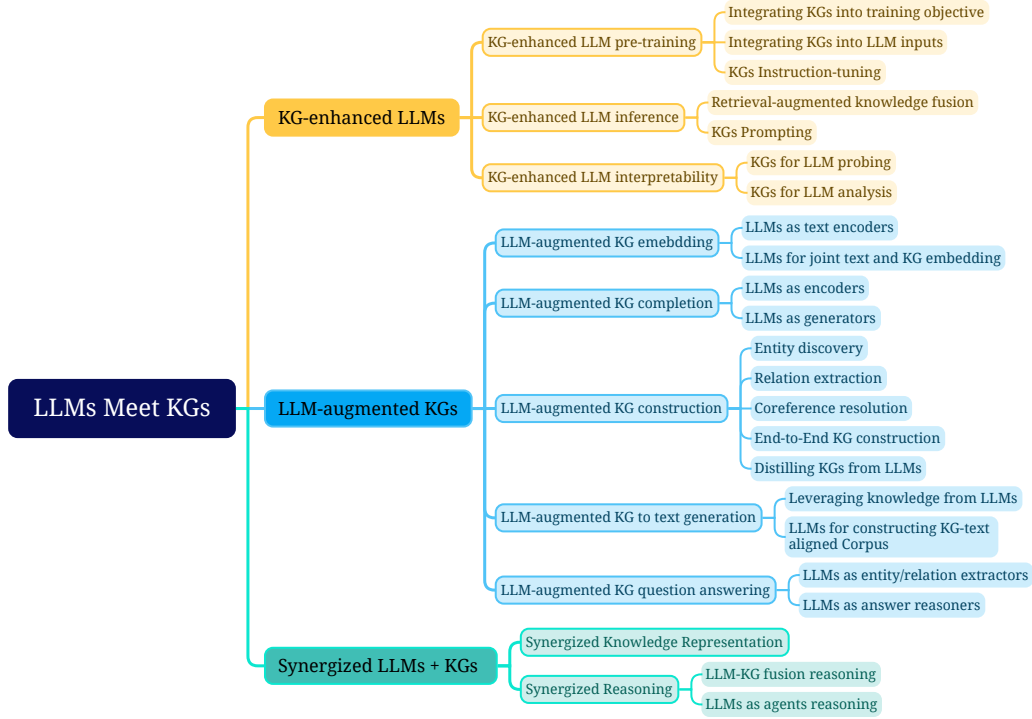 LLMs Meet KGs
KG-enhanced LLMs
KG-enhanced LLM pre-training
Integrating KGs into training objective
Integrating KGs into LLM inputs
KGs Instruction-tuning
KG-enhanced LLM inference
Retrieval-augmented knowledge fusion
KGs Prompting
KG-enhanced LLM interpretability
KGs for LLM probing
KGs for LLM analysis
LLM-augmented KGs
LLM-augmented KG emebdding
LLMs as text encoders
LLMs for joint text and KG embedding
LLM-augmented KG completion
LLMs as encoders
LLMs as generators
LLM-augmented KG construction
Entity discovery
Relation extraction
Coreference resolution
End-to-End KG construction
Distilling KGs from LLMs
LLM-augmented KG to text generation
Leveraging knowledge from LLMs
LLMs for constructing KG-text
aligned Corpus
LLM-augmented KG question answering
LLMs as entity/relation extractors
LLMs as answer reasoners
Synergized LLMs + KGs
Synergized Knowledge Representation
Synergized Reasoning
LLM-KG fusion reasoning
LLMs as agents reasoning